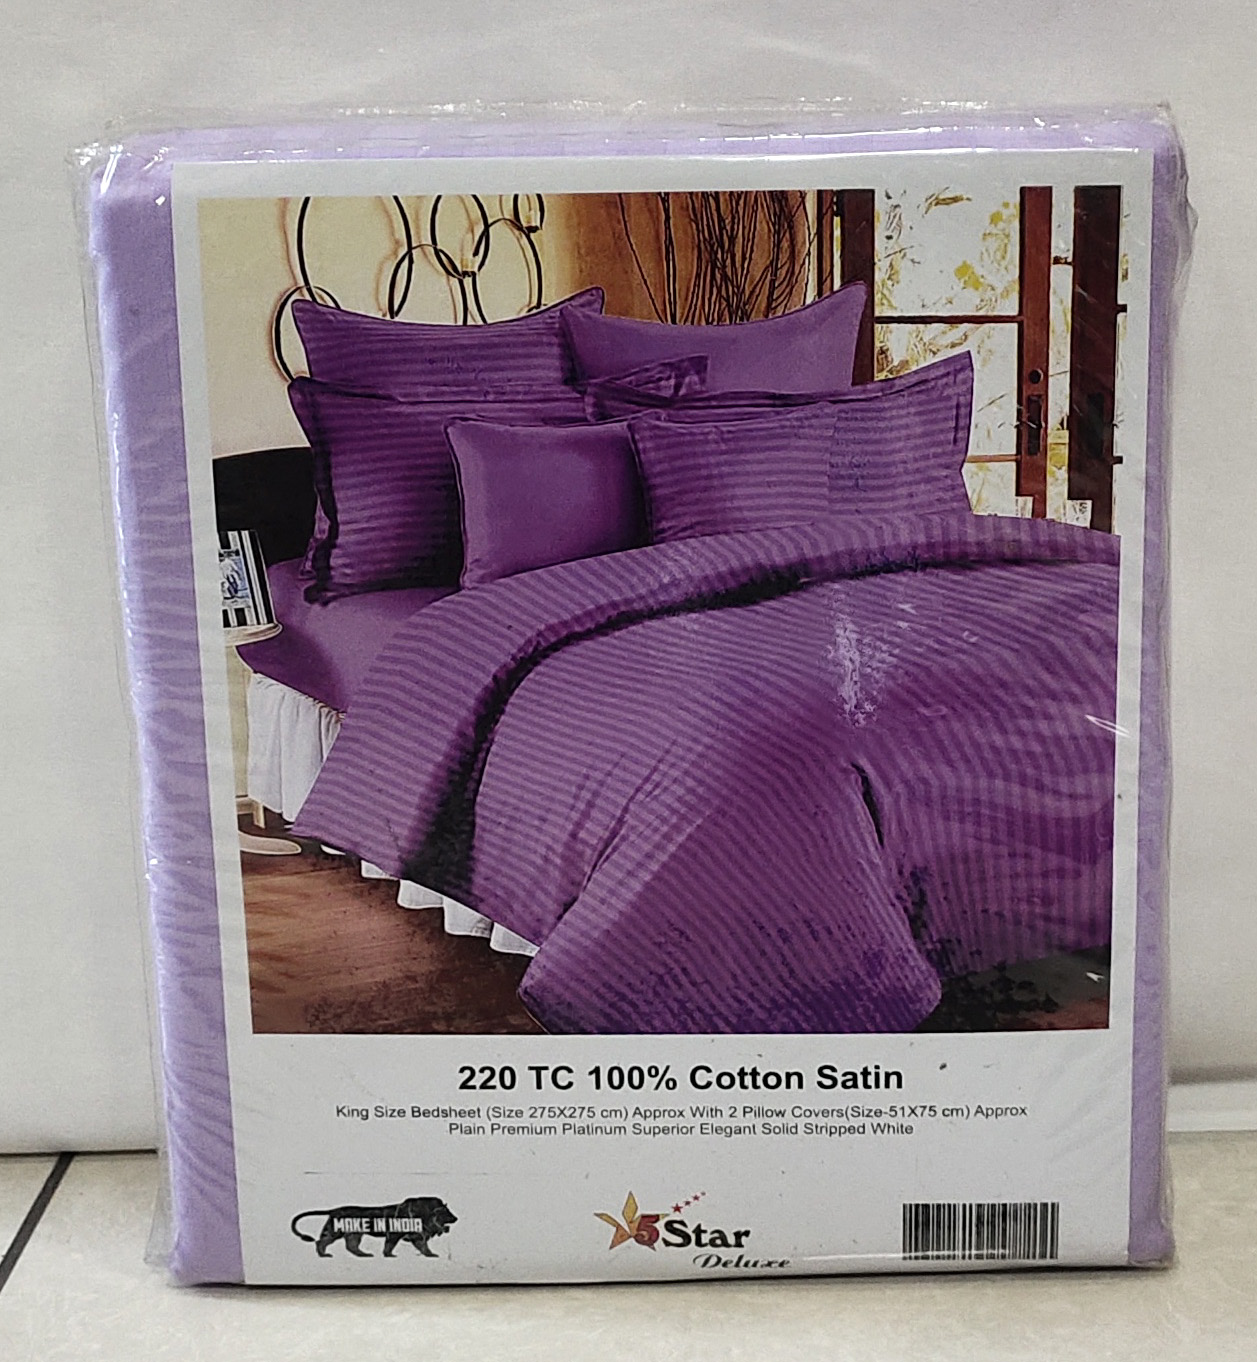 220 TC 100% Cotton Satin
King Size Bedsheet (Size 275X275 cm) Approx With 2 Pillow Covers(Size-51X75 cm) Approx
Plain Premium Platinum Superior Elegant Solid Stripped White
MAKE IN INDIA
5Star
Deluxe